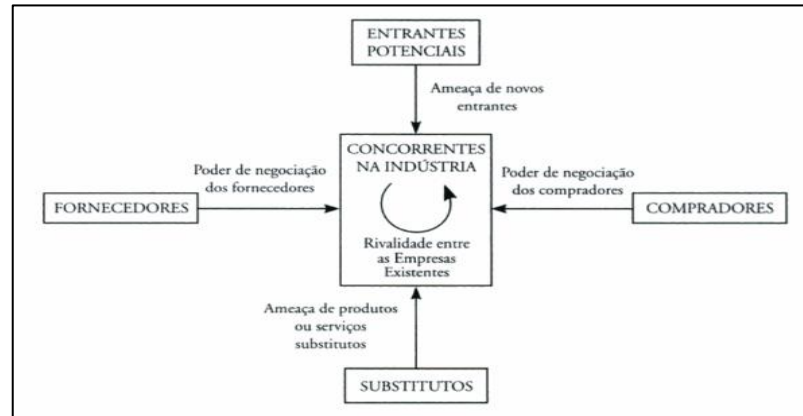 ENTRANTES
POTENCIAIS
Ameaça de novos
entrantes
CONCORRENTES
NA INDÚSTRIA
Poder de negociação
dos fornecedores
Poder de negociação
dos compradores
FORNECEDORES
COMPRADORES
Rivalidade entre
as Empresas
Existentes
Ameaça de produtos
ou serviços
substitutos
SUBSTITUTOS